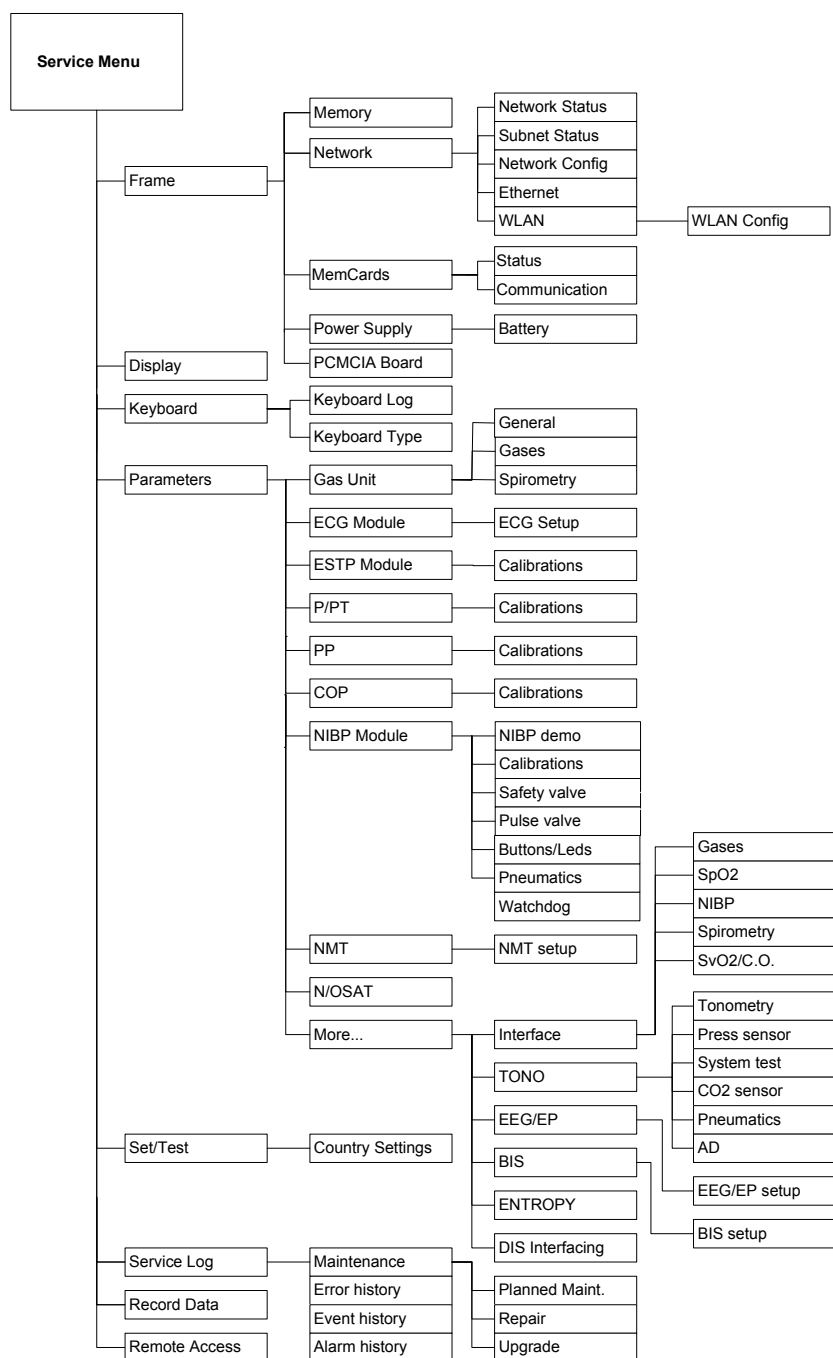 Service Menu
Frame
Memory
Network
Network Status
Subnet Status
Network Config
Ethernet
WLAN
WLAN Config
MemCards
Status
Communication
Power Supply
Battery
PCMCIA Board
Display
Keyboard
Keyboard Log
Keyboard Type
Parameters
Gas Unit
General
Gases
Spirometry
ECG Module
ECG Setup
ESTP Module
Calibrations
P/PT
Calibrations
PP
Calibrations
COP
Calibrations
NIBP Module
NIBP demo
Calibrations
Safety valve
Pulse valve
Buttons/Leds
Pneumatics
Watchdog
NMT
NMT setup
N/OSAT
More...
Interface
Gases
SpO2
NIBP
Spirometry
SvO2/C.O.
TONO
Tonometry
Press sensor
System test
CO2 sensor
Pneumatics
AD
EEG/EP
EEG/EP setup
BIS
BIS setup
ENTROPY
DIS Interfacing
Set/Test
Country Settings
Service Log
Maintenance
Planned Maint.
Repair
Upgrade
Error history
Event history
Alarm history
Record Data
Remote Access